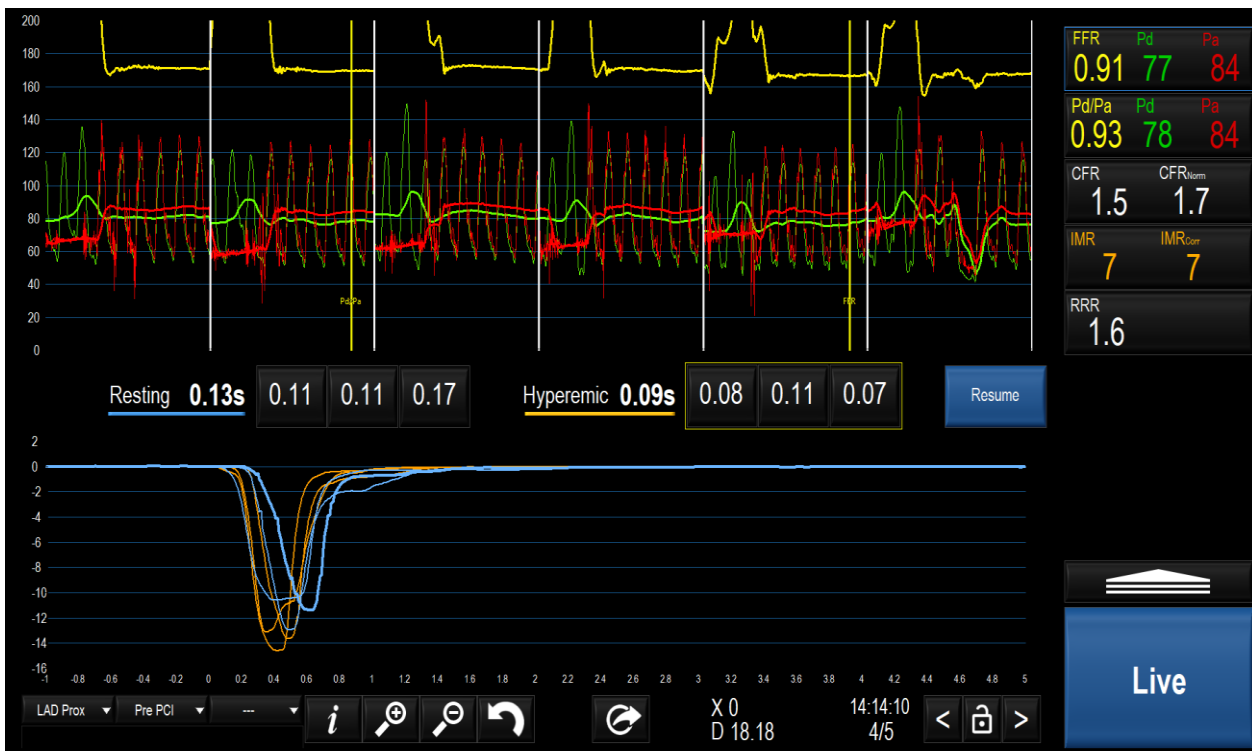 200
180
160
140
120
100
80
60
40
20
0
Pd/Pa
FFR
FFR Pd Pa
0.91 77 84
Pd/Pa Pd Pa
0.93 78 84
CFR CFRNorm
1.5 1.7
IMR IMRCorr
7 7
RRR
1.6
Resting 0.13s 0.11 0.11 0.17 Hyperemic 0.09s 0.08 0.11 0.07 Resume
2
0
-2
-4
-6
-8
-10
-12
-14
-16
-1 -0.8 -0.6 -0.4 -0.2 0 0.2 0.4 0.6 0.8 1 1.2 1.4 1.6 1.8 2 2.2 2.4 2.6 2.8 3 3.2 3.4 3.6 3.8 4 4.2 4.4 4.6 4.8 5
LAD Prox Pre PCI --- i X 0 14:14:10 < >
D 18.18 4/5
Live